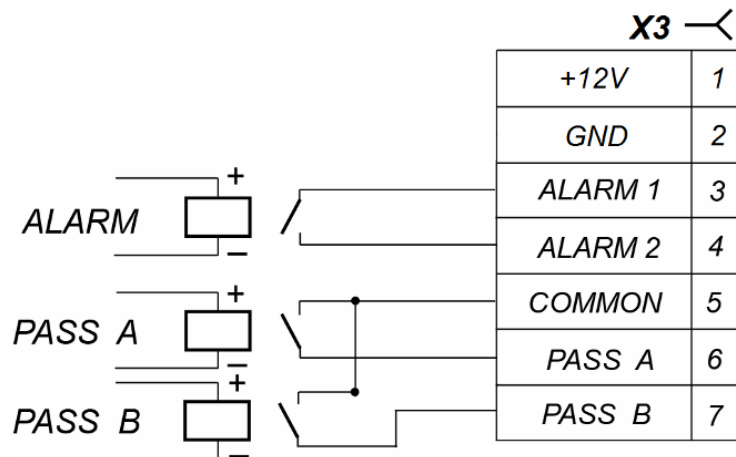 X3
+12V 1
GND 2
+
ALARM 1 3
ALARM
−
ALARM 2 4
+
COMMON 5
PASS A
−
PASS A 6
+
PASS B 7
PASS B
−